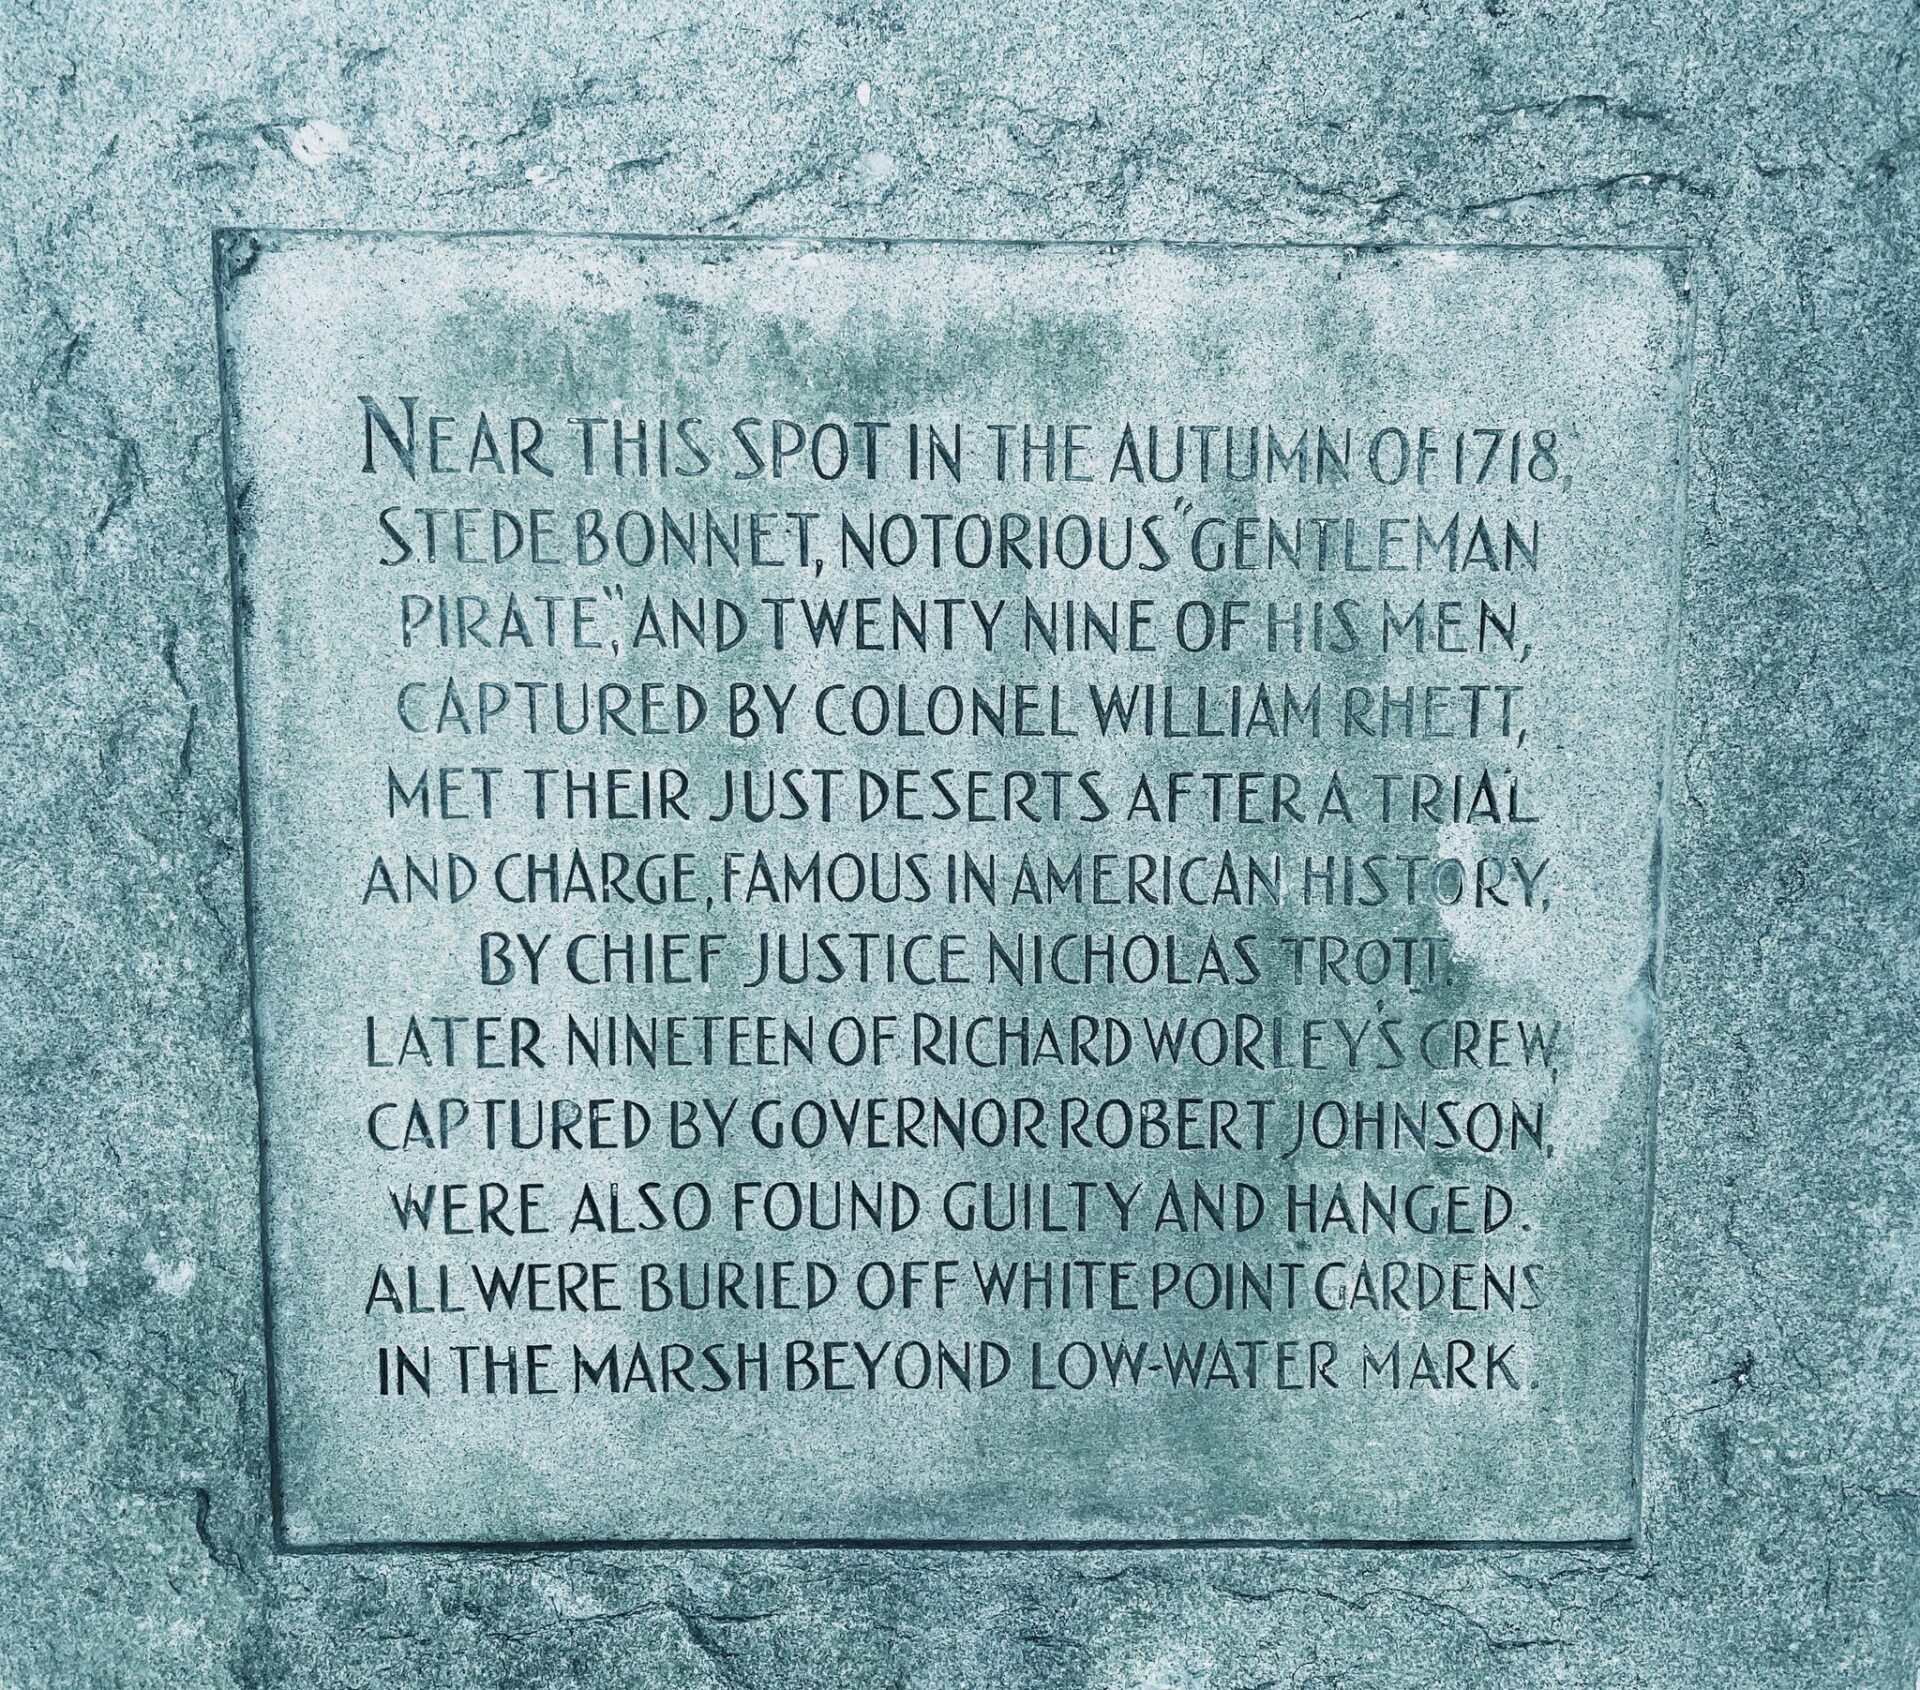 NEAR THIS SPOT IN THE AUTUMN OF 1718,
STEDE BONNET, NOTORIOUS "GENTLEMAN
PIRATE", AND TWENTY NINE OF HIS MEN,
CAPTURED BY COLONEL WILLIAM RHETT,
MET THEIR JUST DESERTS AFTER A TRIAL
AND CHARGE, FAMOUS IN AMERICAN HISTORY,
BY CHIEF JUSTICE NICHOLAS TROTT.
LATER NINETEEN OF RICHARD WORLEY'S CREW,
CAPTURED BY GOVERNOR ROBERT JOHNSON,
WERE ALSO FOUND GUILTY AND HANGED.
ALL WERE BURIED OFF WHITE POINT GARDENS
IN THE MARSH BEYOND LOW-WATER MARK.